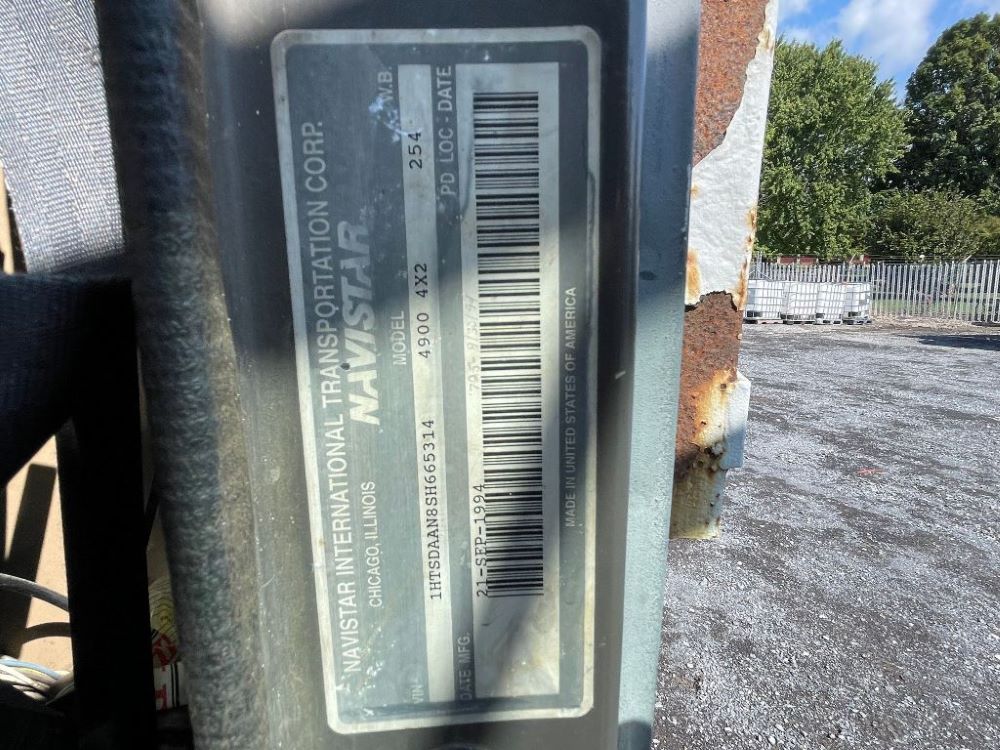 NAVISTAR INTERNATIONAL TRANSPORTATION CORP.
CHICAGO, ILLINOIS NAVISTAR
VIN MODEL W.B.
1HTSDAAN8SH665314 4900 4X2 254
DATE MFG. PD LOC - DATE
21-SEP-1994
MADE IN UNITED STATES OF AMERICA